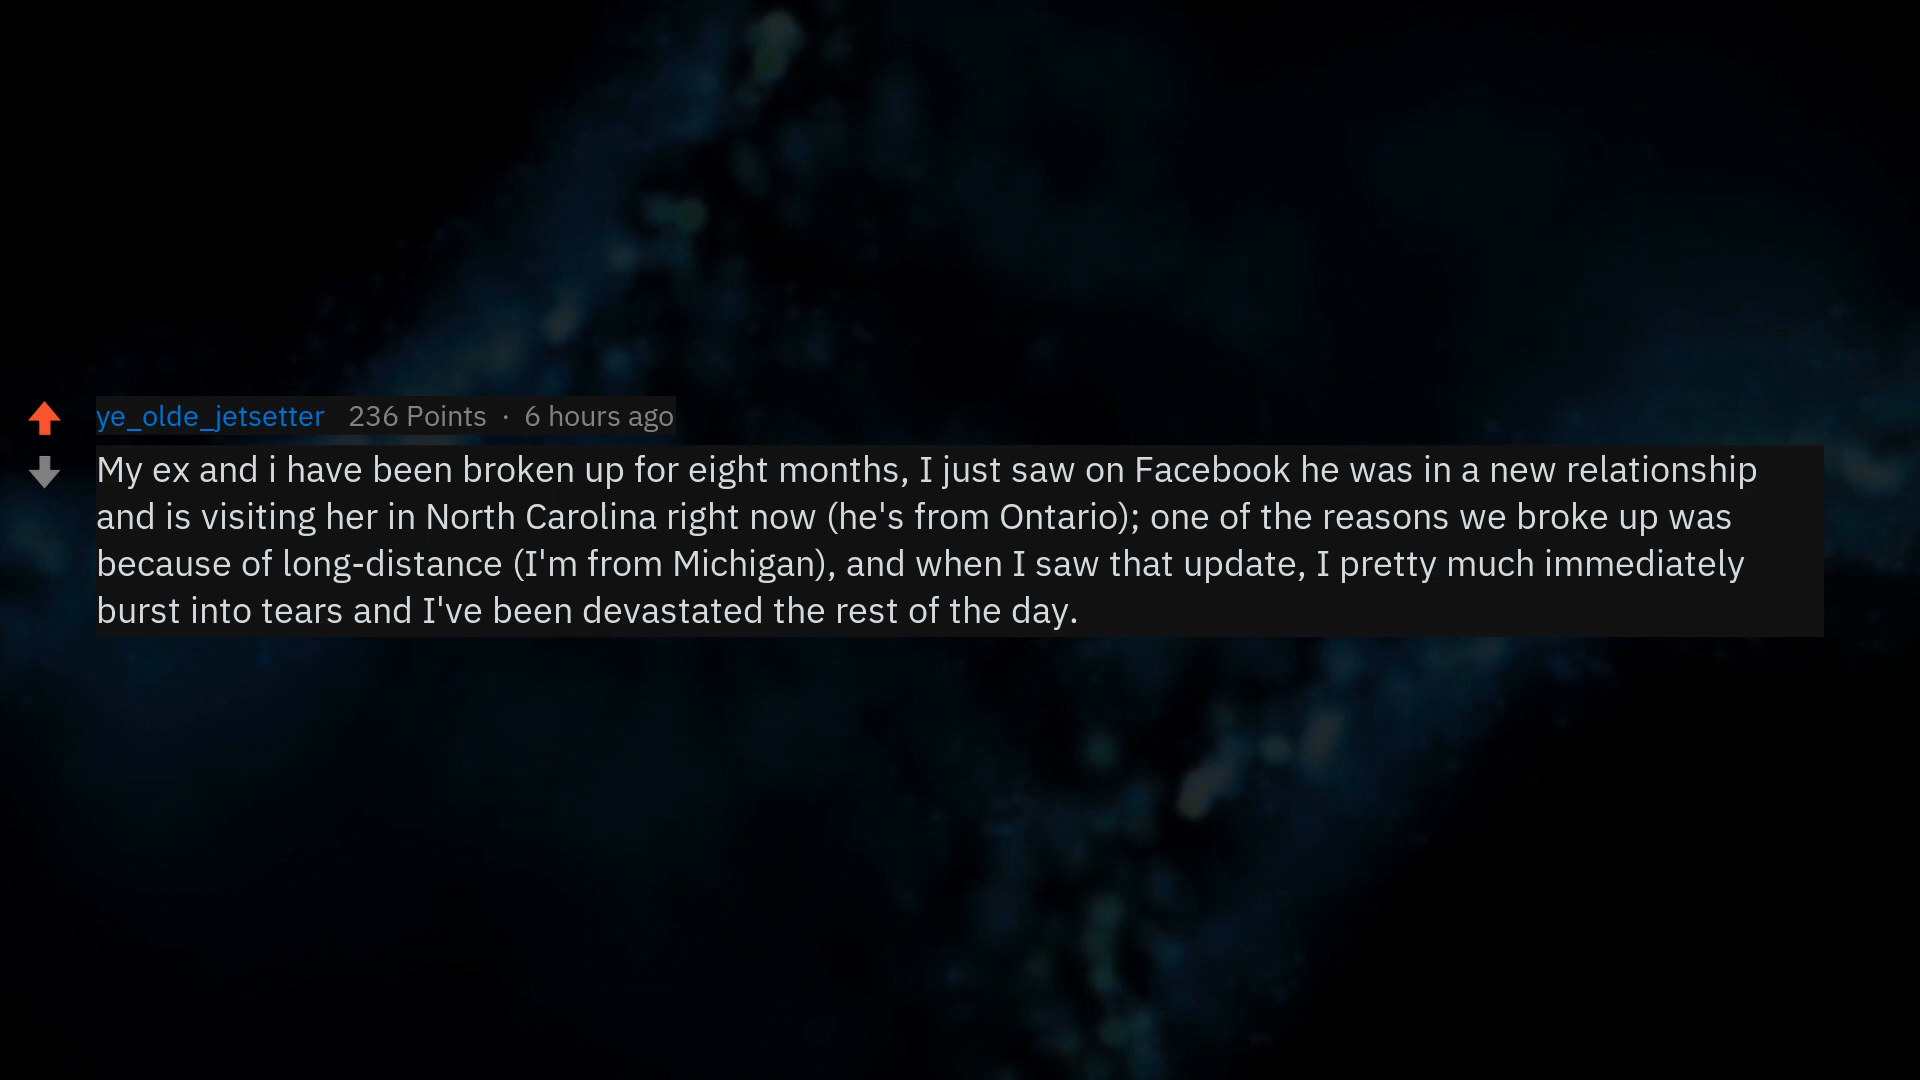 ye_olde_jetsetter 236 Points · 6 hours ago
My ex and i have been broken up for eight months, I just saw on Facebook he was in a new relationship
and is visiting her in North Carolina right now (he's from Ontario); one of the reasons we broke up was
because of long-distance (I'm from Michigan), and when I saw that update, I pretty much immediately
burst into tears and I've been devastated the rest of the day.